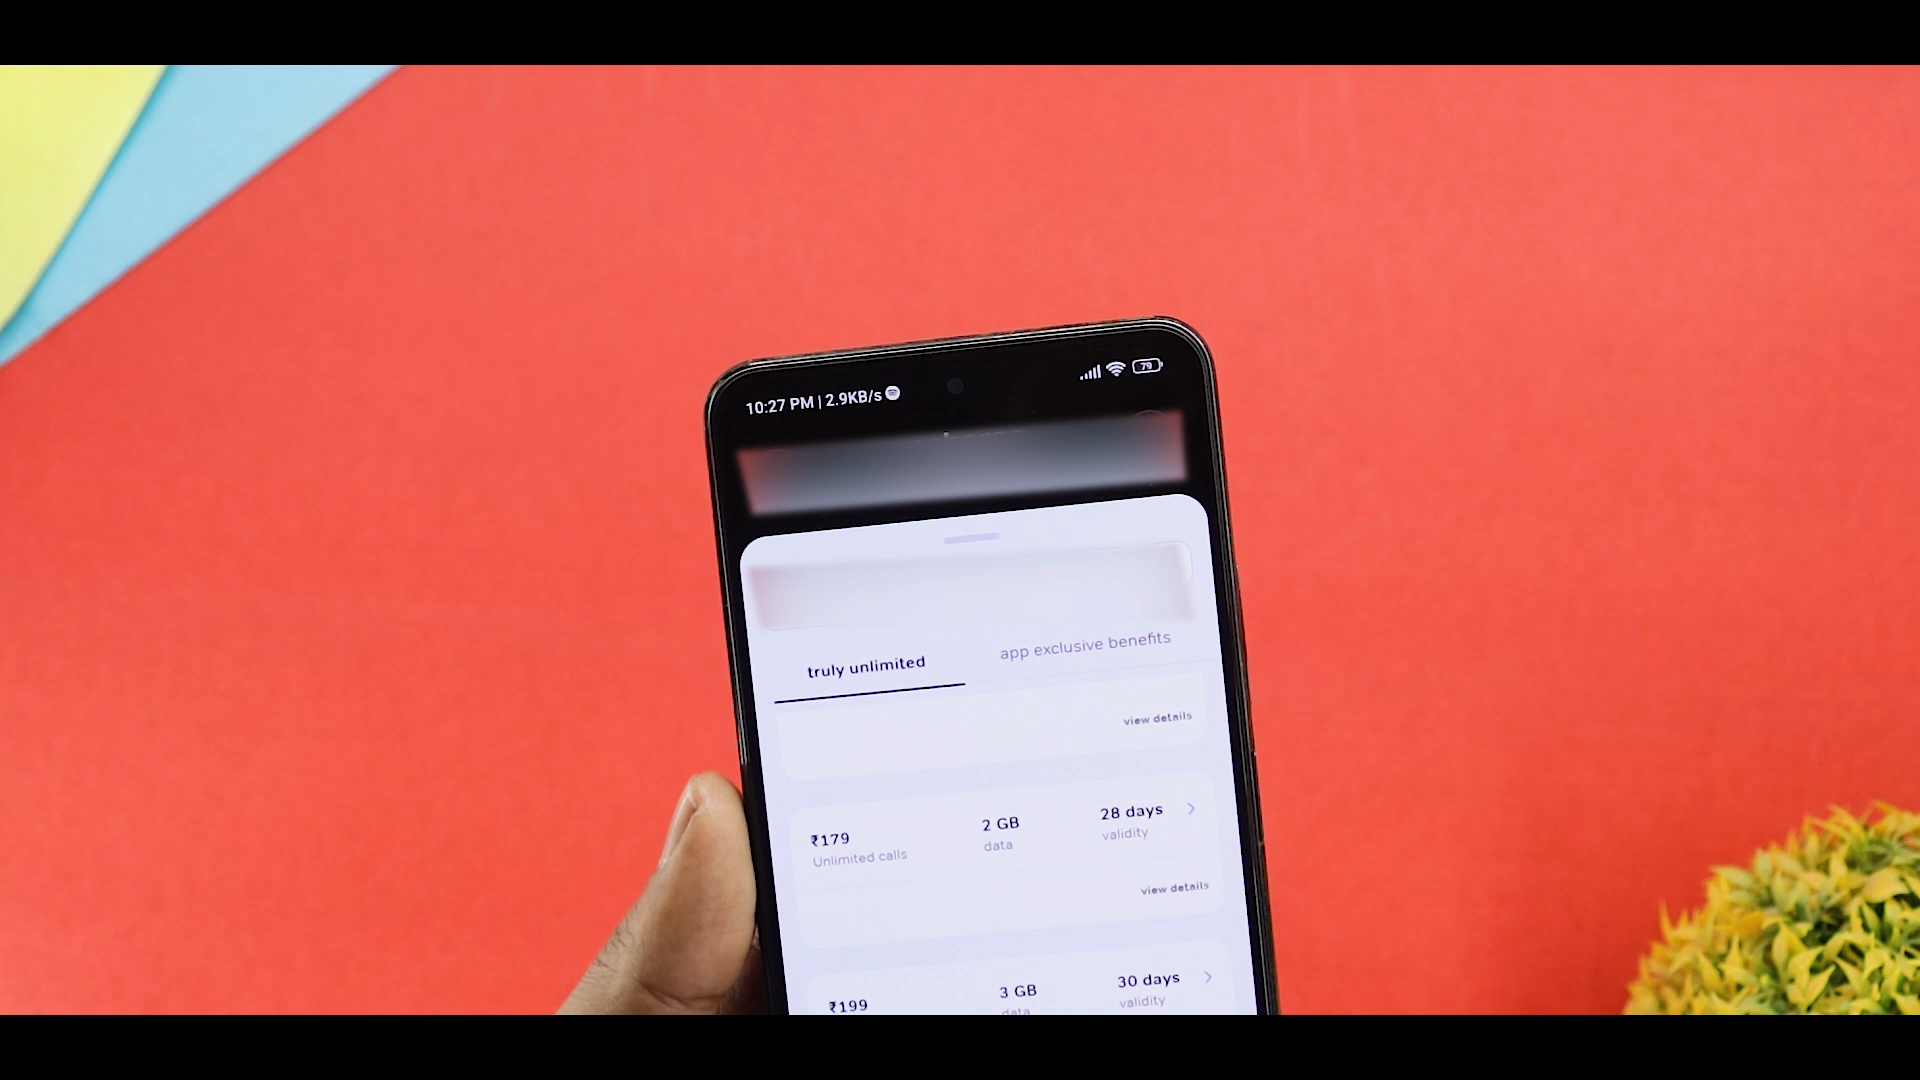 10:27 PM | 2.9KB/s
79
truly unlimited
app exclusive benefits
view details
₹179
2 GB
28 days
Unlimited calls
data
validity
view details
₹199
3 GB
30 days
data
validity